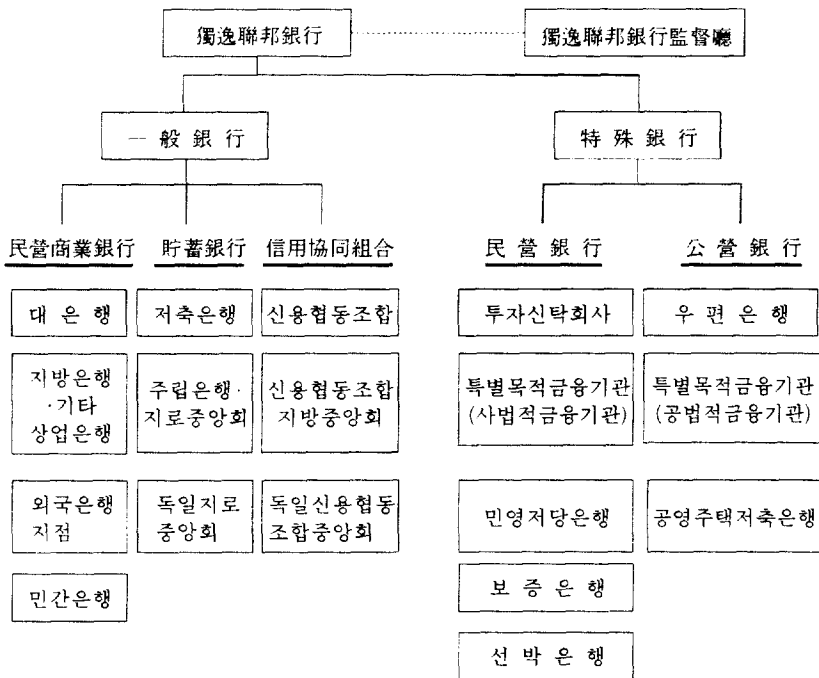 獨逸聯邦銀行
獨逸聯邦銀行監督廳
一般銀行
特殊銀行
民營商業銀行
貯蓄銀行
信用協同組合
民營銀行
公營銀行
대은행
저축은행
신용협동조합
투자신탁회사
우편은행
지방은행
·기타
상업은행
주립은행·
지로중앙회
신용협동조합
지방중앙회
특별목적금융기관
(사법적금융기관)
특별목적금융기관
(공법적금융기관)
외국은행
지점
독일지로
중앙회
독일신용협동
조합중앙회
민영저당은행
공영주택저축은행
민간은행
보증은행
선박은행